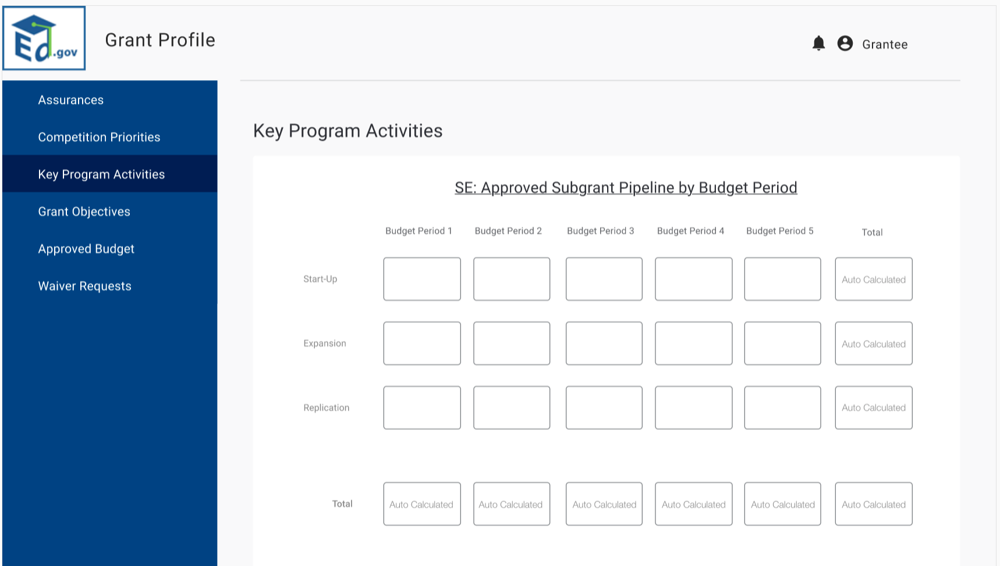 Ed.gov
Grant Profile
Grantee
Assurances
Competition Priorities
Key Program Activities
Grant Objectives
Approved Budget
Waiver Requests
Key Program Activities
SE: Approved Subgrant Pipeline by Budget Period
Budget Period 1 Budget Period 2 Budget Period 3 Budget Period 4 Budget Period 5 Total
Start-Up Auto Calculated
Expansion Auto Calculated
Replication Auto Calculated
Total Auto Calculated Auto Calculated Auto Calculated Auto Calculated Auto Calculated Auto Calculated